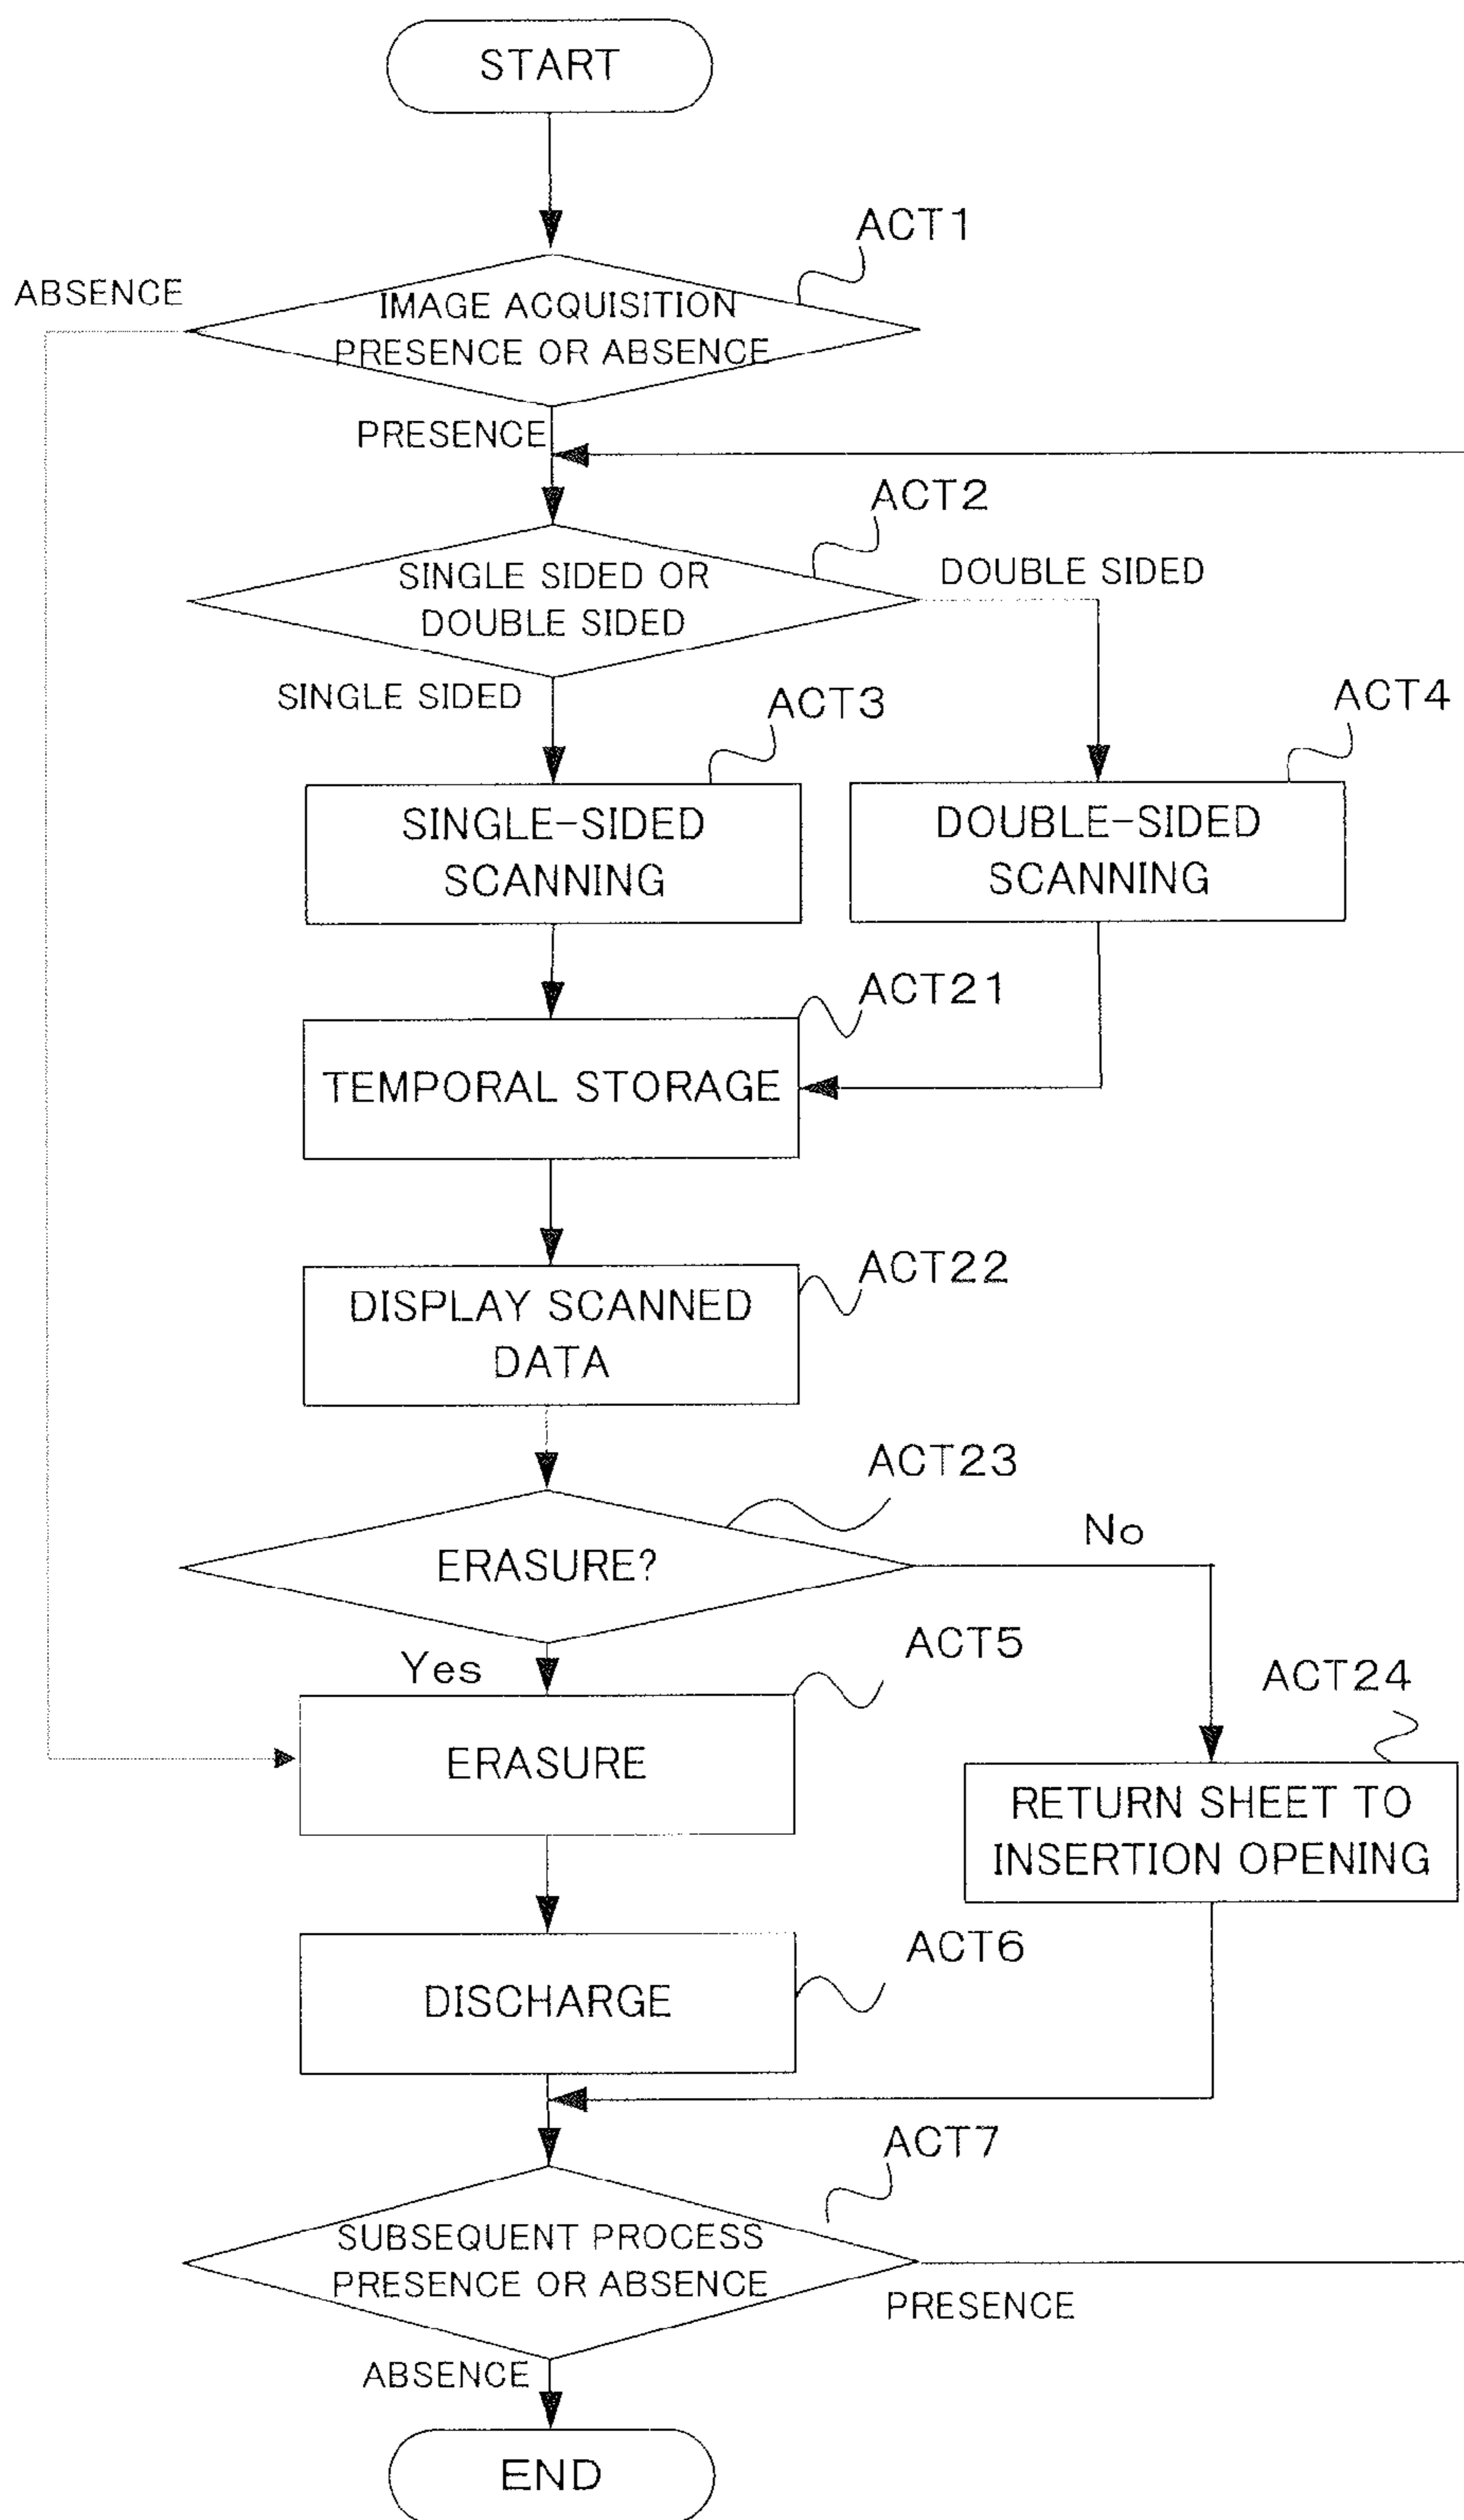 START
ACT1
ABSENCE
IMAGE ACQUISITION
PRESENCE OR ABSENCE
PRESENCE
ACT2
SINGLE SIDED OR
DOUBLE SIDED
DOUBLE SIDED
SINGLE SIDED
ACT3
ACT4
SINGLE-SIDED
SCANNING
DOUBLE-SIDED
SCANNING
ACT21
TEMPORAL STORAGE
ACT22
DISPLAY SCANNED
DATA
ACT23
ERASURE?
No
Yes
ACT5
ACT24
ERASURE
RETURN SHEET TO
INSERTION OPENING
ACT6
DISCHARGE
ACT7
SUBSEQUENT PROCESS
PRESENCE OR ABSENCE
PRESENCE
ABSENCE
END